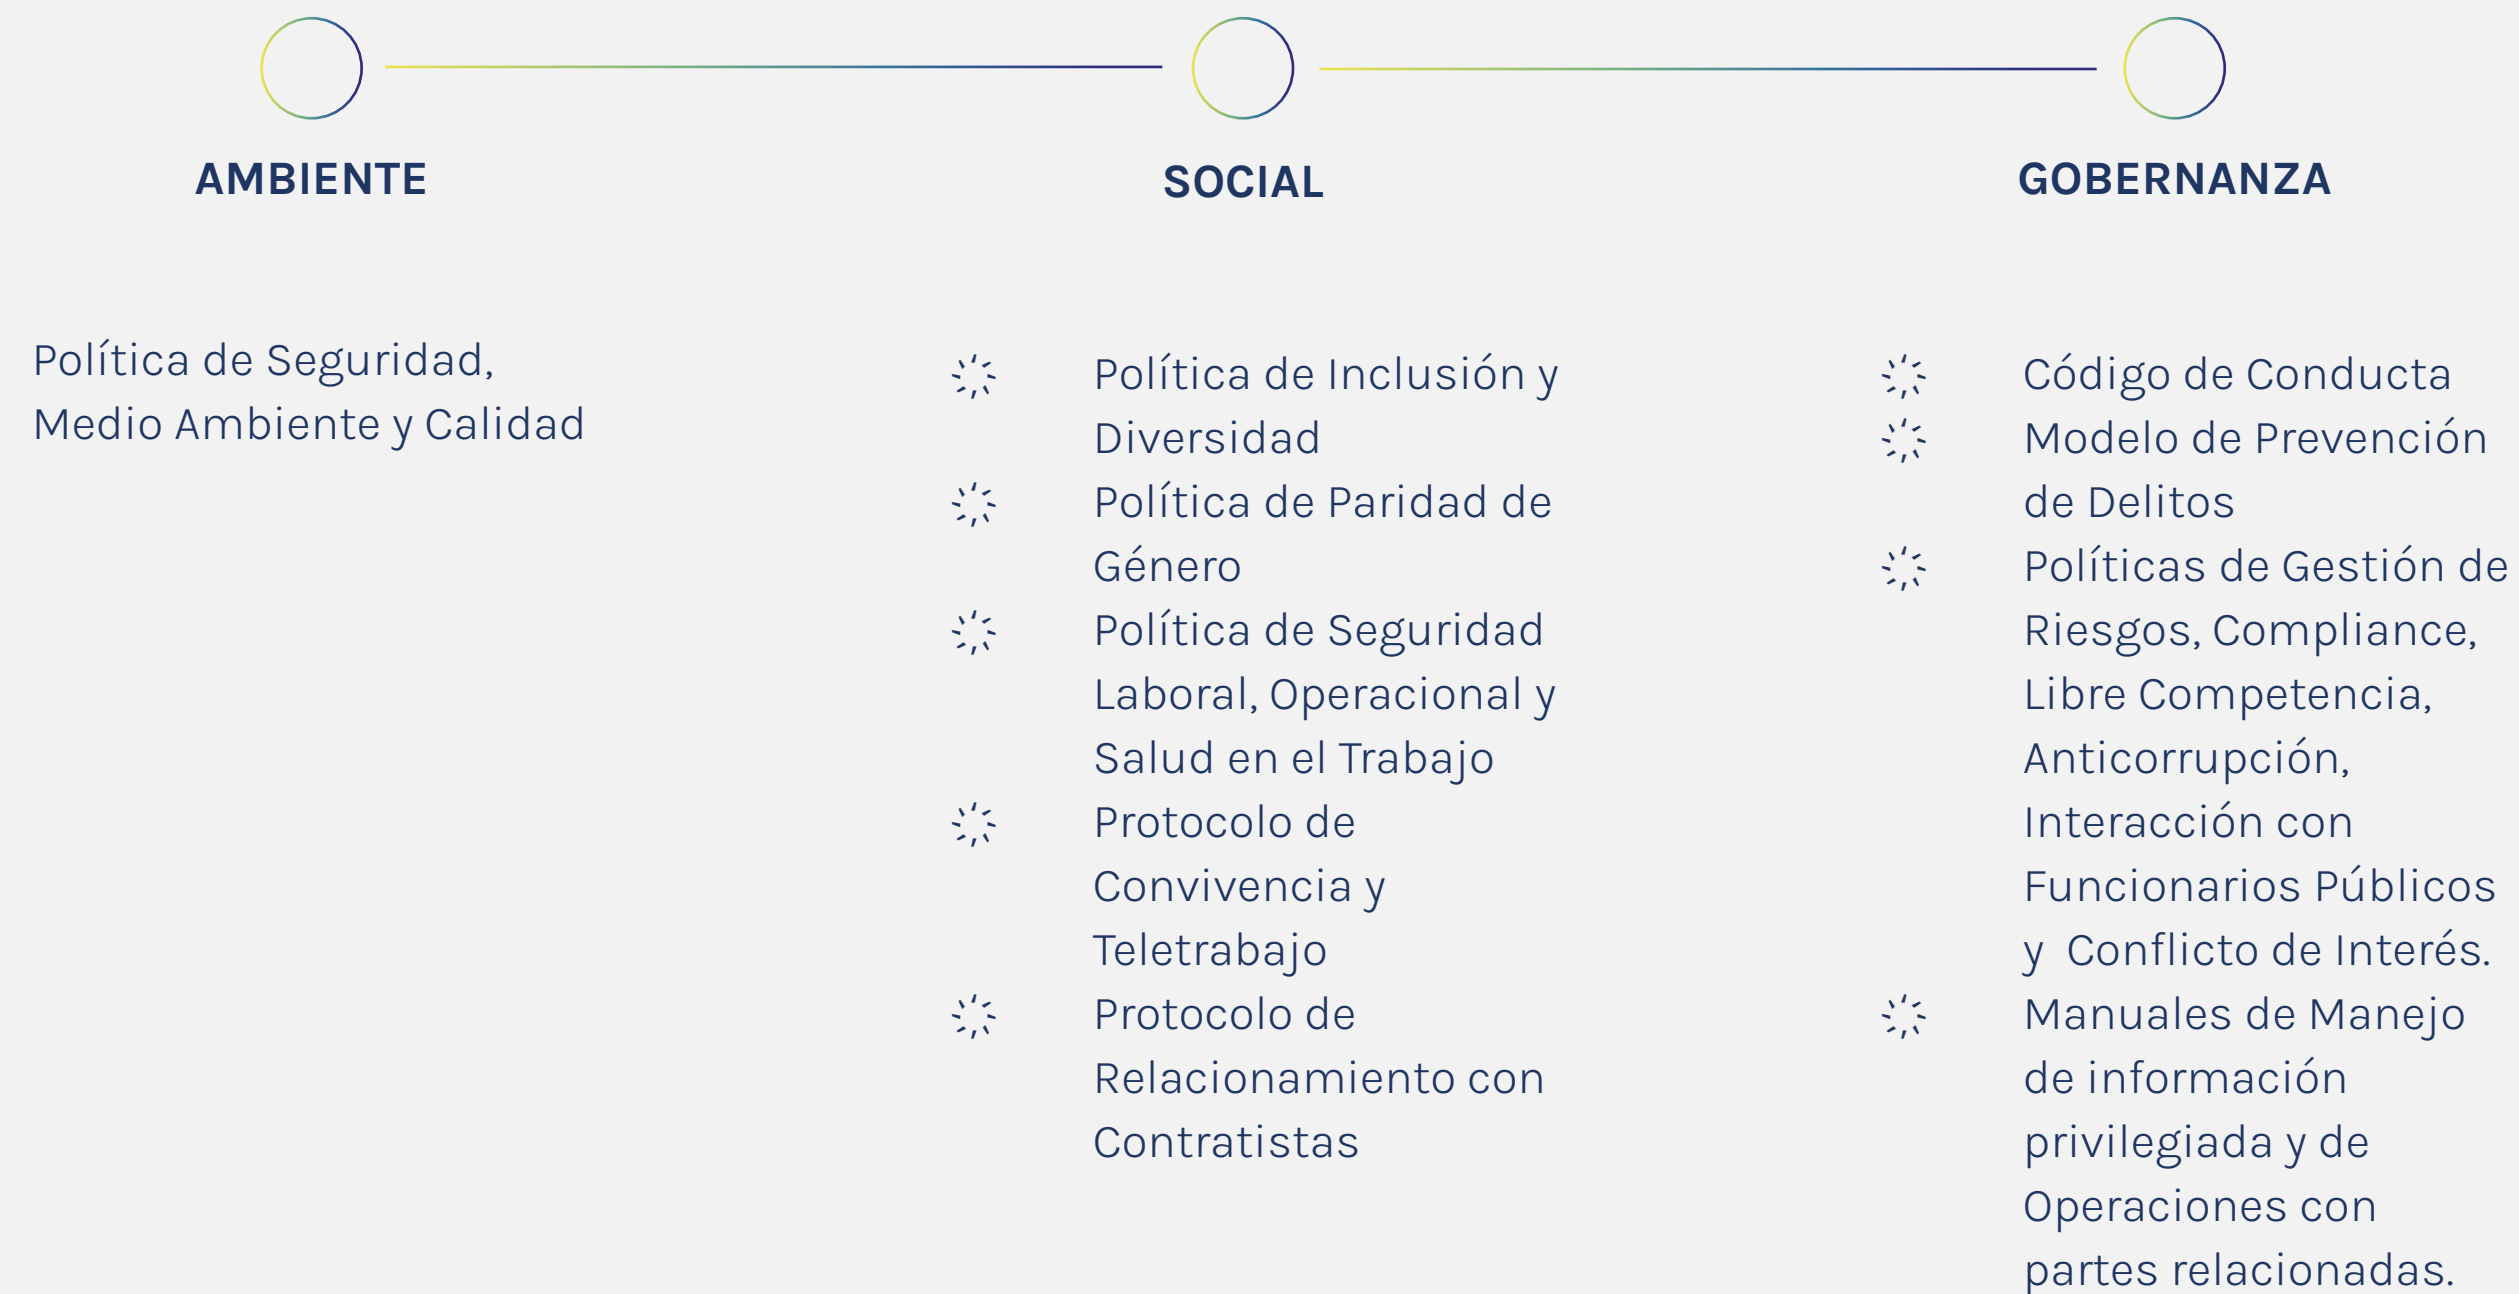 AMBIENTE
Política de Seguridad,
Medio Ambiente y Calidad
SOCIAL
Política de Inclusión y
Diversidad
Política de Paridad de
Género
Política de Seguridad
Laboral, Operacional y
Salud en el Trabajo
Protocolo de
Convivencia y
Teletrabajo
Protocolo de
Relacionamiento con
Contratistas
GOBERNANZA
Código de Conducta
Modelo de Prevención
de Delitos
Políticas de Gestión de
Riesgos, Compliance,
Libre Competencia,
Anticorrupción,
Interacción con
Funcionarios Públicos
y  Conflicto de Interés.
Manuales de Manejo
de información
privilegiada y de
Operaciones con
partes relacionadas.